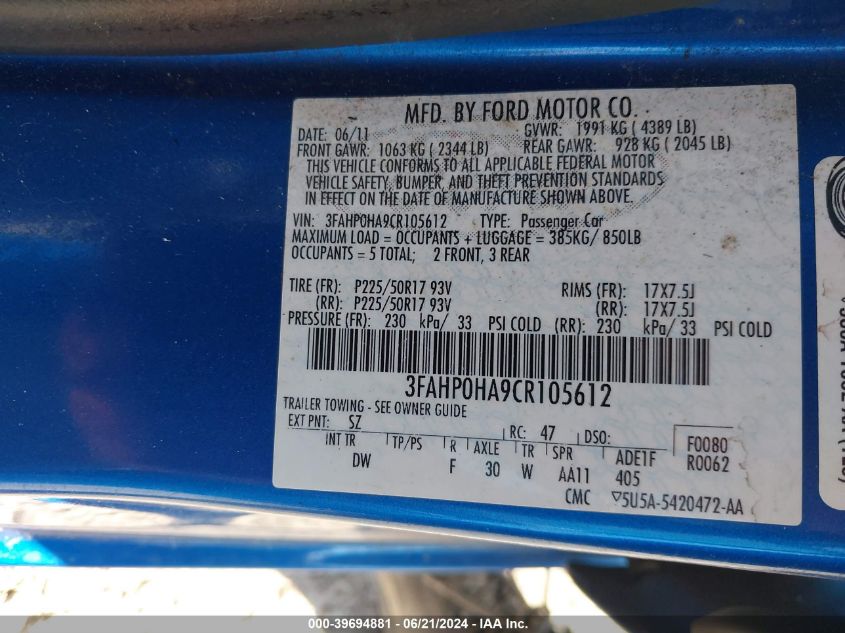 MFD. BY FORD MOTOR CO.
DATE: 06/11 GVWR: 1991 KG ( 4389 LB)
FRONT GAWR: 1063 KG ( 2344 LB) REAR GAWR: 928 KG ( 2045 LB)
THIS VEHICLE CONFORMS TO ALL APPLICABLE FEDERAL MOTOR
VEHICLE SAFETY, BUMPER, AND THEFT PREVENTION STANDARDS
IN EFFECT ON THE DATE OF MANUFACTURE SHOWN ABOVE.
VIN: 3FAHP0HA9CR105612 TYPE: Passenger Car
MAXIMUM LOAD = OCCUPANTS + LUGGAGE = 385KG/ 850LB
OCCUPANTS = 5 TOTAL; 2 FRONT, 3 REAR
TIRE (FR): P225/50R17 93V RIMS (FR): 17X7.5J
(RR): P225/50R17 93V (RR): 17X7.5J
PRESSURE (FR): 230 kPa/ 33 PSI COLD (RR): 230 kPa/ 33 PSI COLD
3FAHP0HA9CR105612
TRAILER TOWING - SEE OWNER GUIDE
EXT PNT: SZ RC: 47 DSO: F0080
INT TR TP/PS R AXLE TR SPR ADE1F R0062
DW F 30 W AA11 405
CMC ▽5U5A-5420472-AA
000-39694881 - 06/21/2024 - IAA Inc.